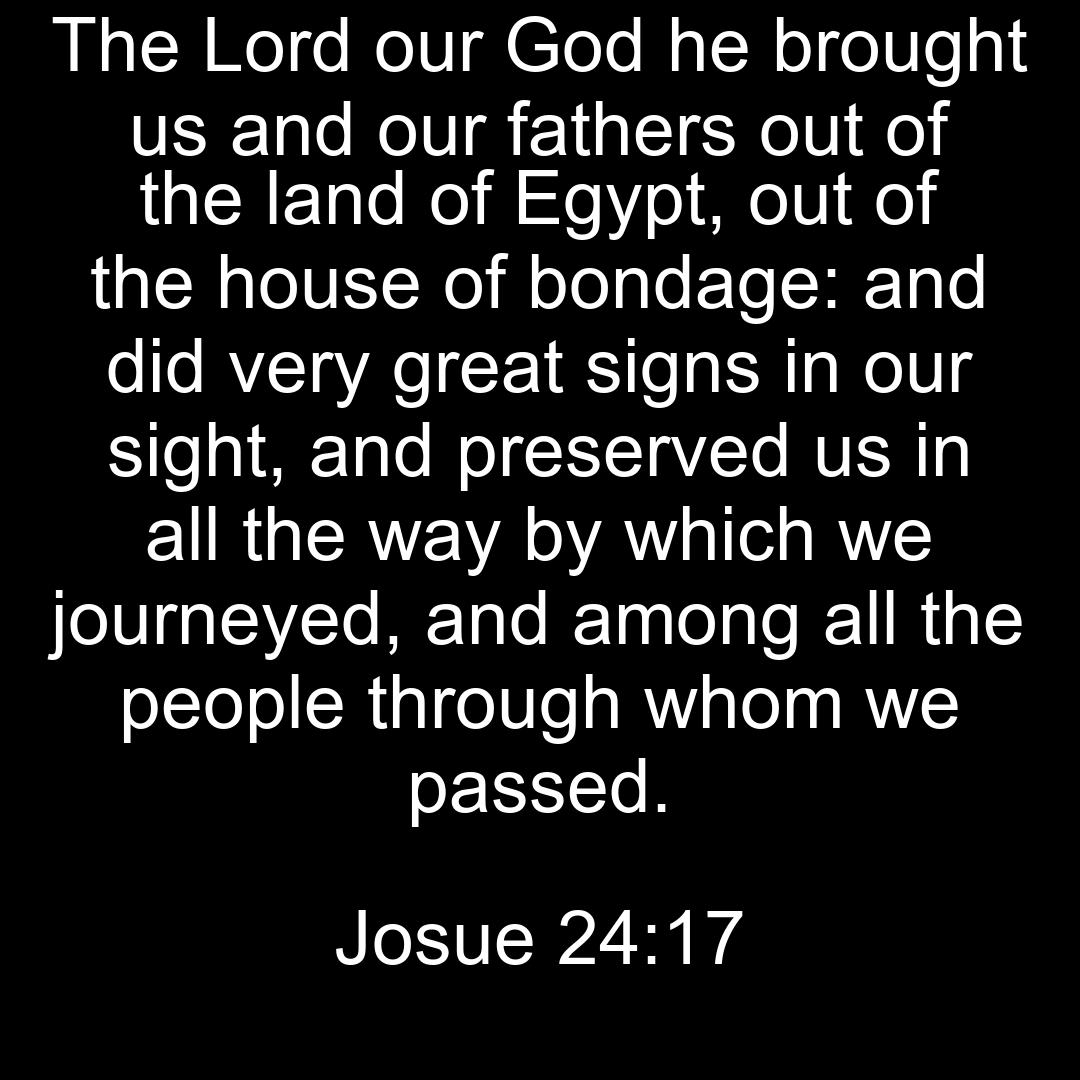 The Lord our God he brought
us and our fathers out of
the land of Egypt, out of
the house of bondage: and
did very great signs in our
sight, and preserved us in
all the way by which we
journeyed, and among all the
people through whom we
passed.
Josue 24:17